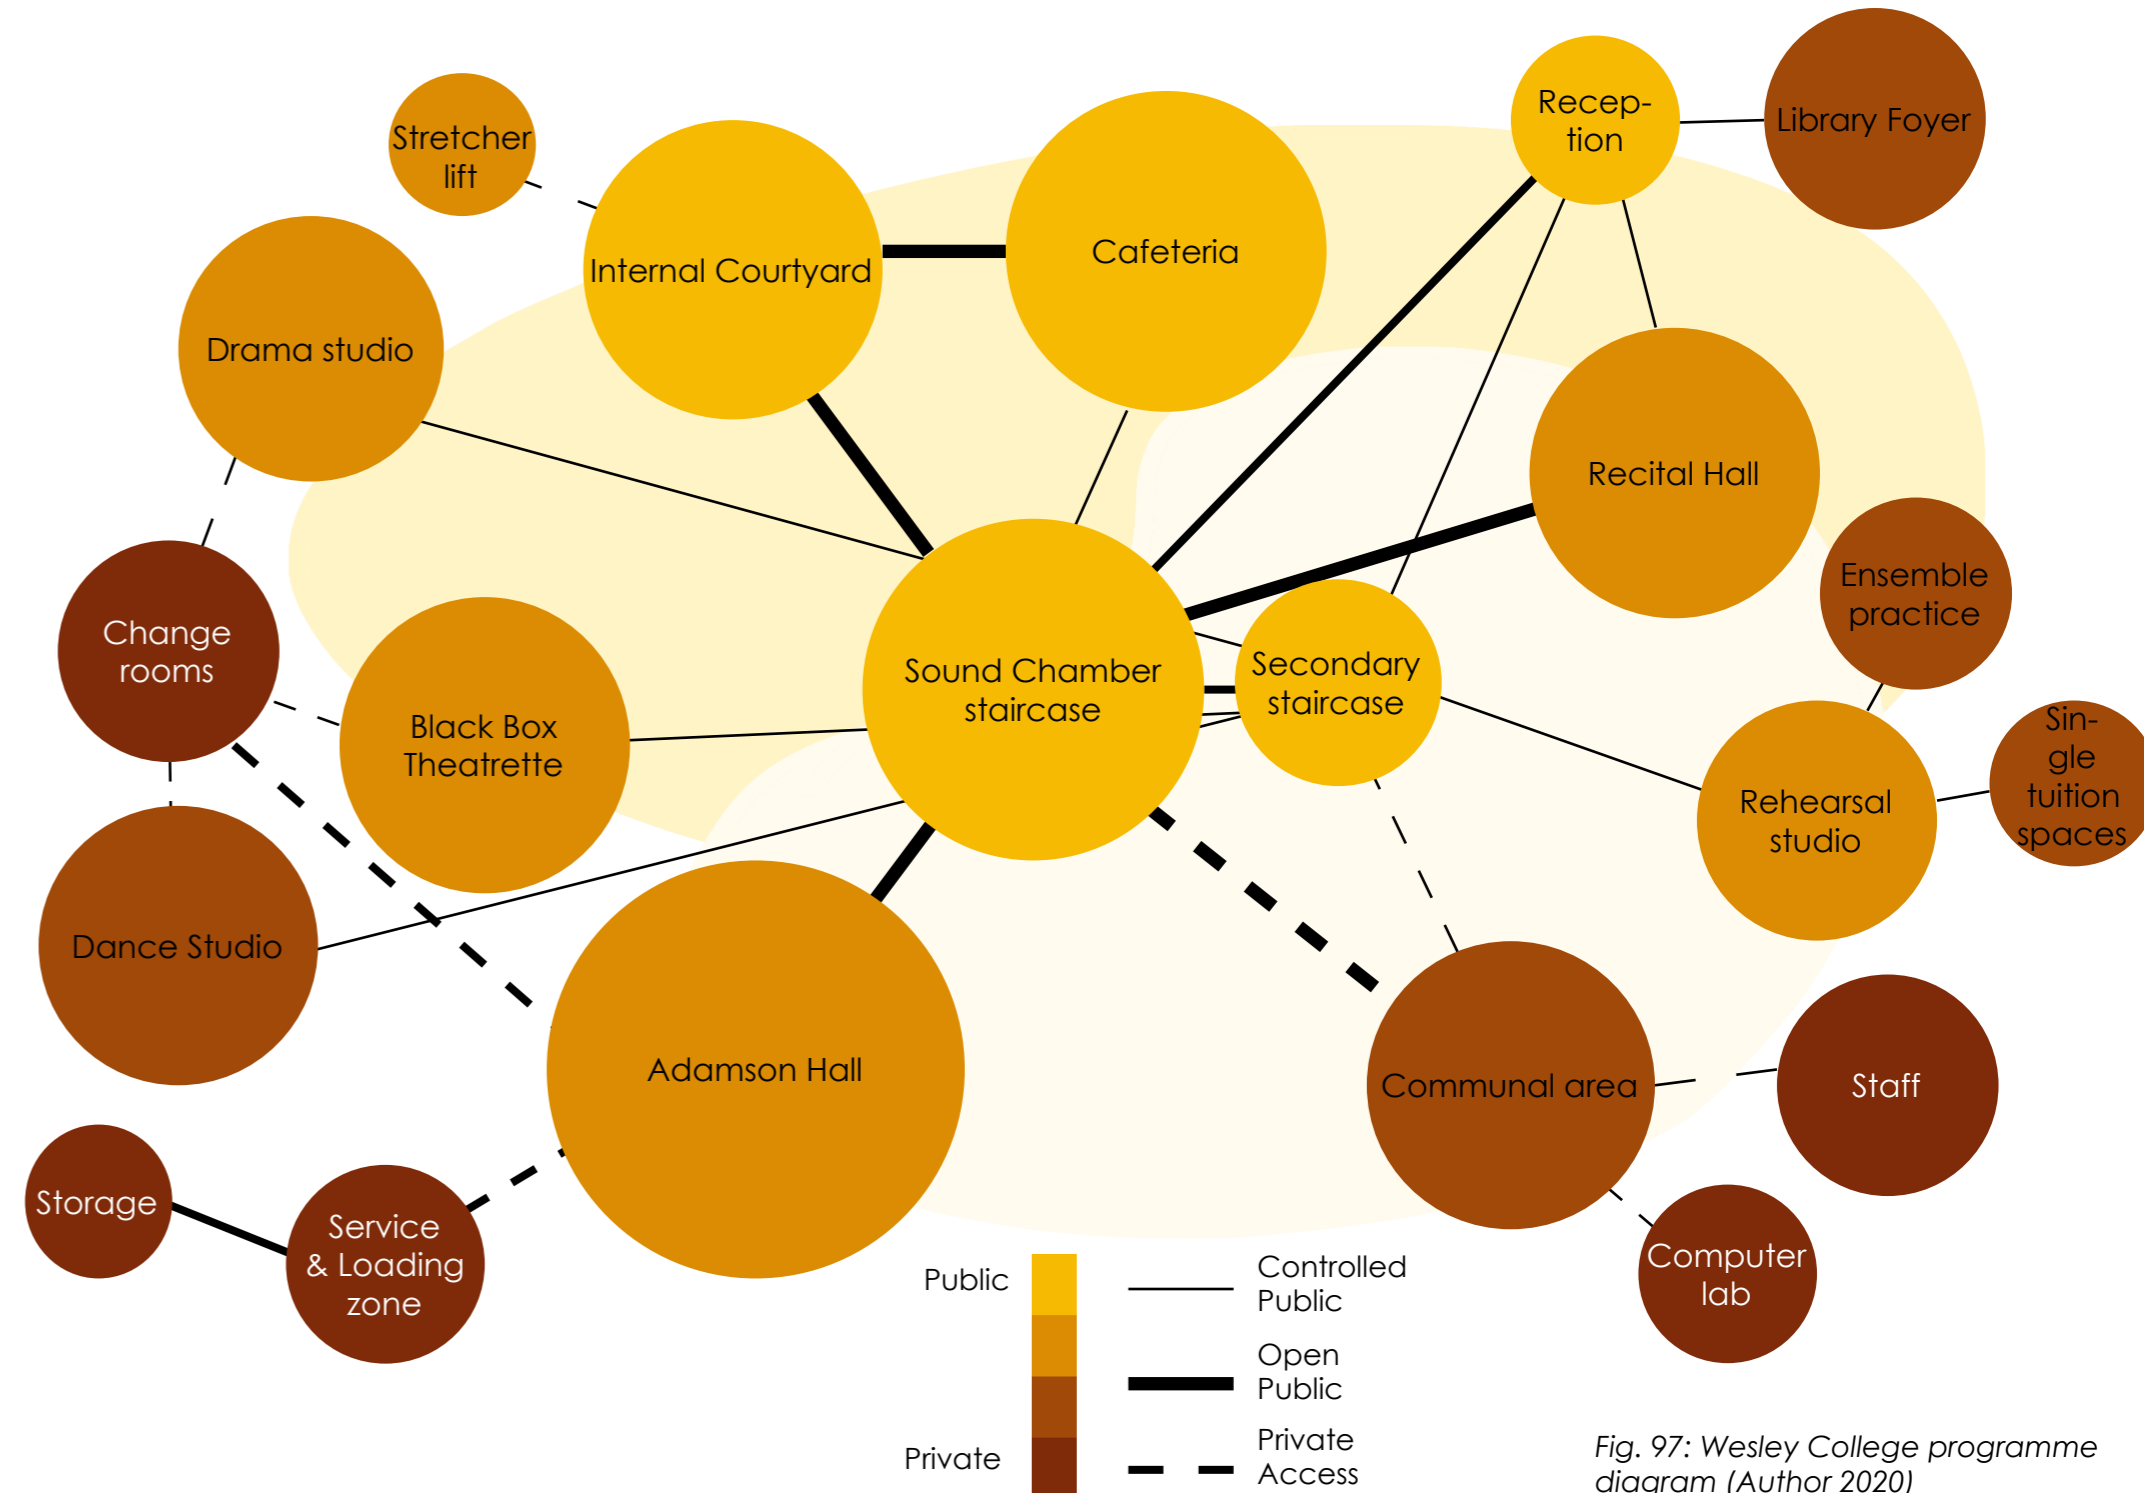 Recep-
tion
Library Foyer
Stretcher
lift
Internal Courtyard
Cafeteria
Drama studio
Recital Hall
Ensemble
practice
Change
rooms
Black Box
Theatrette
Sound Chamber
staircase
Secondary
staircase
Rehearsal
studio
Sin-
gle
tuition
spaces
Dance Studio
Adamson Hall
Communal area
Staff
Storage
Service
& Loading
zone
Computer
lab
Public
Private
Controlled
Public
Open
Public
Private
Access
Fig. 97: Wesley College programme
diagram (Author 2020)